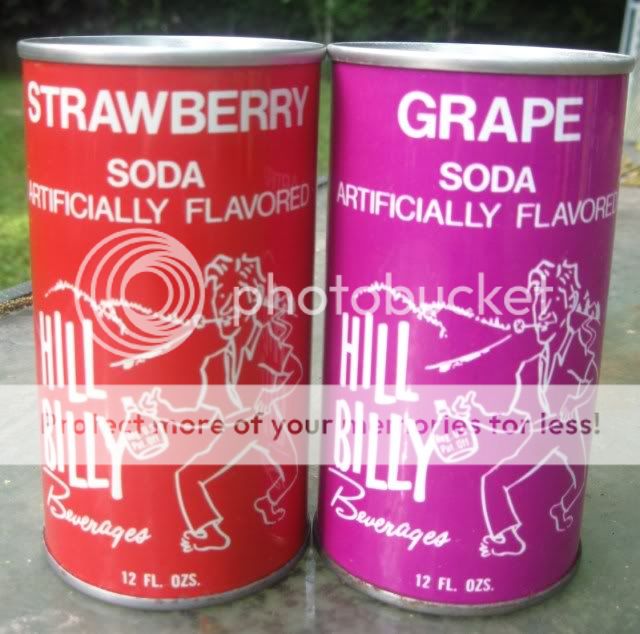 STRAWBERRY
SODA
ARTIFICIALLY FLAVORED
HILL
BILLY
Beverages
12 FL. OZS.
GRAPE
SODA
ARTIFICIALLY FLAVORED
HILL
BILLY
Beverages
12 FL. OZS.
photobucket
Protect more of your memories for less!